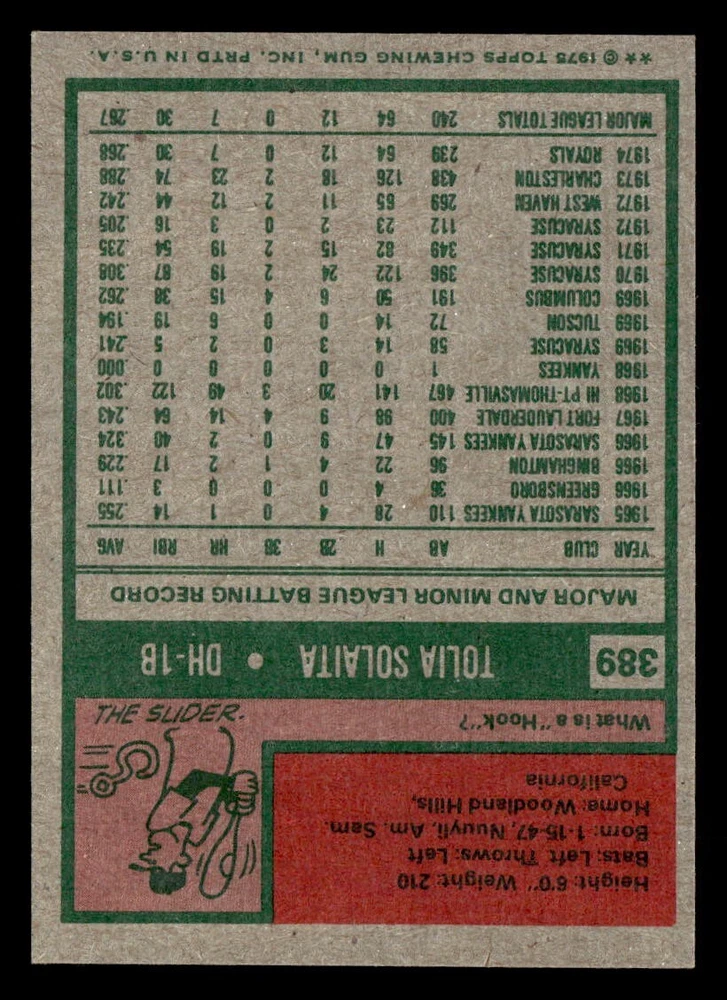 Height: 6'0" Weight: 210
Bats: Left Throws: Left
Born: 1-15-47, Nuuyli, Am. Sam.
Home: Woodland Hills,
California
What is a "Hook"?
THE SLIDER.
389 TOLIA SOLAITA • DH-1B
MAJOR AND MINOR LEAGUE BATTING RECORD
YEAR CLUB AB H 2B 3B HR RBI AVG
1965 SARASOTA YANKEES 110 28 4 0 1 14 .255
1966 GREENSBORO 36 4 0 0 0 3 .111
1966 BINGHAMTON 96 22 4 1 2 17 .229
1966 SARASOTA YANKEES 145 47 9 0 2 40 .324
1967 FORT LAUDERDALE 400 98 9 4 14 64 .243
1968 HI PT-THOMASVILLE 467 141 20 3 49 122 .302
1968 YANKEES 1 0 0 0 0 0 .000
1969 SYRACUSE 58 14 3 0 2 5 .241
1969 TUCSON 72 14 0 0 6 19 .194
1969 COLUMBUS 191 50 6 4 15 38 .262
1970 SYRACUSE 396 122 24 2 19 87 .308
1971 SYRACUSE 349 82 15 2 19 54 .235
1972 SYRACUSE 112 23 2 0 3 16 .205
1972 WEST HAVEN 269 65 11 2 12 44 .242
1973 CHARLESTON 438 126 18 2 23 74 .288
1974 ROYALS 239 64 12 0 7 30 .268
MAJOR LEAGUE TOTALS 240 64 12 0 7 30 .267
★★ © 1975 TOPPS CHEWING GUM, INC. PRTD IN U.S.A.